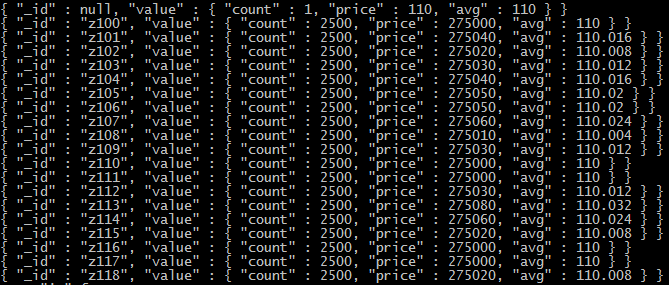 { "_id" : null, "value" : { "count" : 1, "price" : 110, "avg" : 110 } }
{ "_id" : "z100", "value" : { "count" : 2500, "price" : 275000, "avg" : 110 } }
{ "_id" : "z101", "value" : { "count" : 2500, "price" : 275040, "avg" : 110.016 } }
{ "_id" : "z102", "value" : { "count" : 2500, "price" : 275020, "avg" : 110.008 } }
{ "_id" : "z103", "value" : { "count" : 2500, "price" : 275030, "avg" : 110.012 } }
{ "_id" : "z104", "value" : { "count" : 2500, "price" : 275040, "avg" : 110.016 } }
{ "_id" : "z105", "value" : { "count" : 2500, "price" : 275050, "avg" : 110.02 } }
{ "_id" : "z106", "value" : { "count" : 2500, "price" : 275050, "avg" : 110.02 } }
{ "_id" : "z107", "value" : { "count" : 2500, "price" : 275060, "avg" : 110.024 } }
{ "_id" : "z108", "value" : { "count" : 2500, "price" : 275010, "avg" : 110.004 } }
{ "_id" : "z109", "value" : { "count" : 2500, "price" : 275030, "avg" : 110.012 } }
{ "_id" : "z110", "value" : { "count" : 2500, "price" : 275000, "avg" : 110 } }
{ "_id" : "z111", "value" : { "count" : 2500, "price" : 275000, "avg" : 110 } }
{ "_id" : "z112", "value" : { "count" : 2500, "price" : 275030, "avg" : 110.012 } }
{ "_id" : "z113", "value" : { "count" : 2500, "price" : 275080, "avg" : 110.032 } }
{ "_id" : "z114", "value" : { "count" : 2500, "price" : 275060, "avg" : 110.024 } }
{ "_id" : "z115", "value" : { "count" : 2500, "price" : 275020, "avg" : 110.008 } }
{ "_id" : "z116", "value" : { "count" : 2500, "price" : 275000, "avg" : 110 } }
{ "_id" : "z117", "value" : { "count" : 2500, "price" : 275000, "avg" : 110 } }
{ "_id" : "z118", "value" : { "count" : 2500, "price" : 275020, "avg" : 110.008 } }